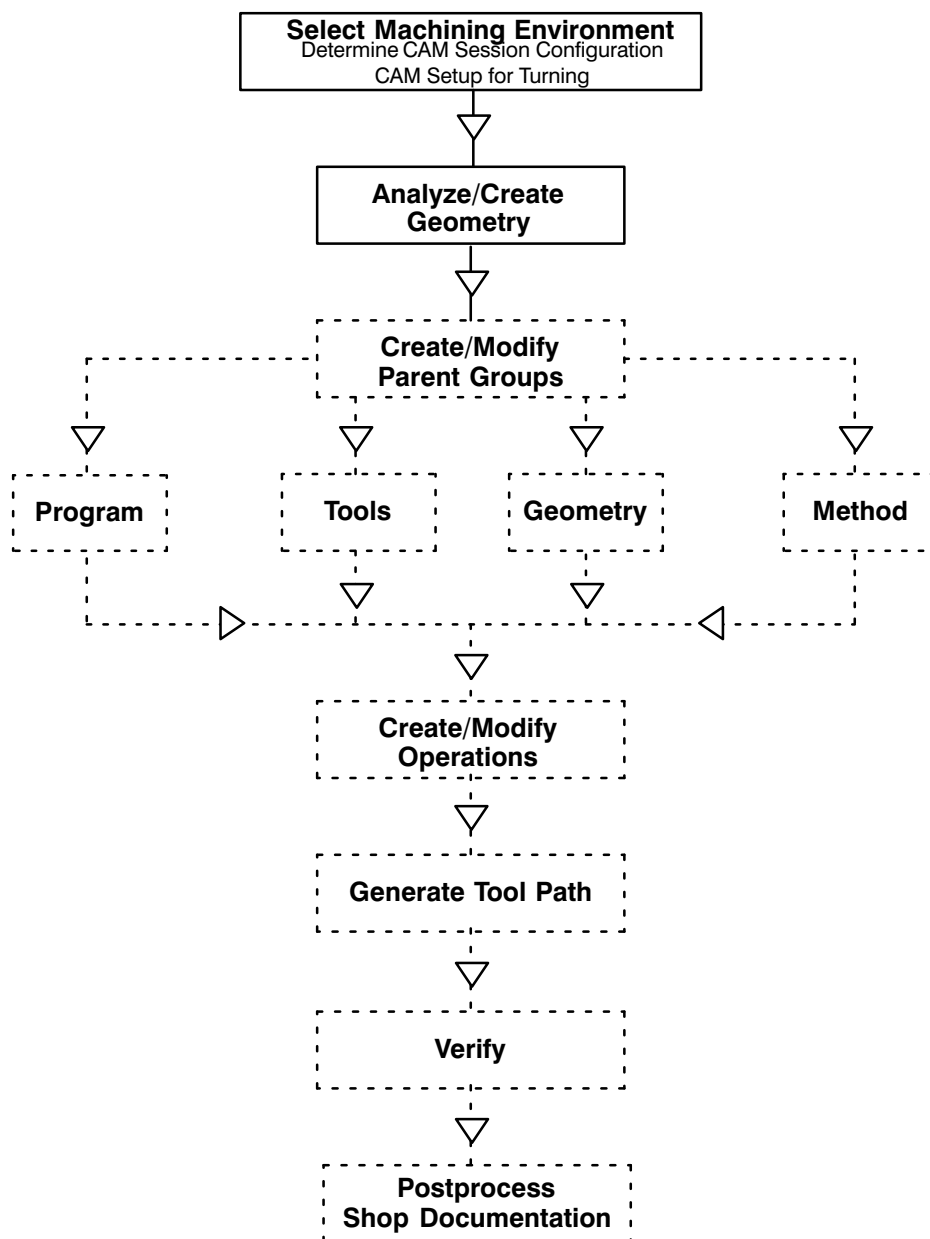 Select Machining Environment
Determine CAM Session Configuration
CAM Setup for Turning
Analyze/Create
Geometry
Create/Modify
Parent Groups
Program
Tools
Geometry
Method
Create/Modify
Operations
Generate Tool Path
Verify
Postprocess
Shop Documentation